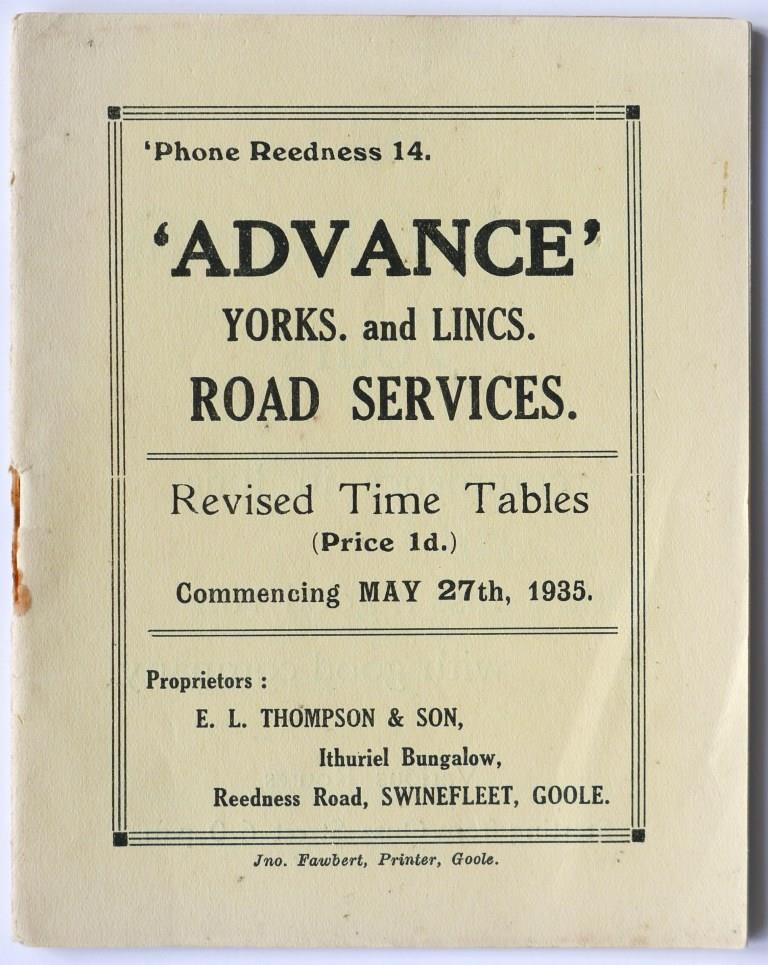 ‘Phone Reedness 14.
‘ADVANCE’
YORKS. and LINCS.
ROAD SERVICES.
Revised Time Tables
(Price 1d.)
Commencing MAY 27th, 1935.
Proprietors :
E. L. THOMPSON & SON,
Ithuriel Bungalow,
Reedness Road, SWINEFLEET, GOOLE.
Jno. Fawbert, Printer, Goole.